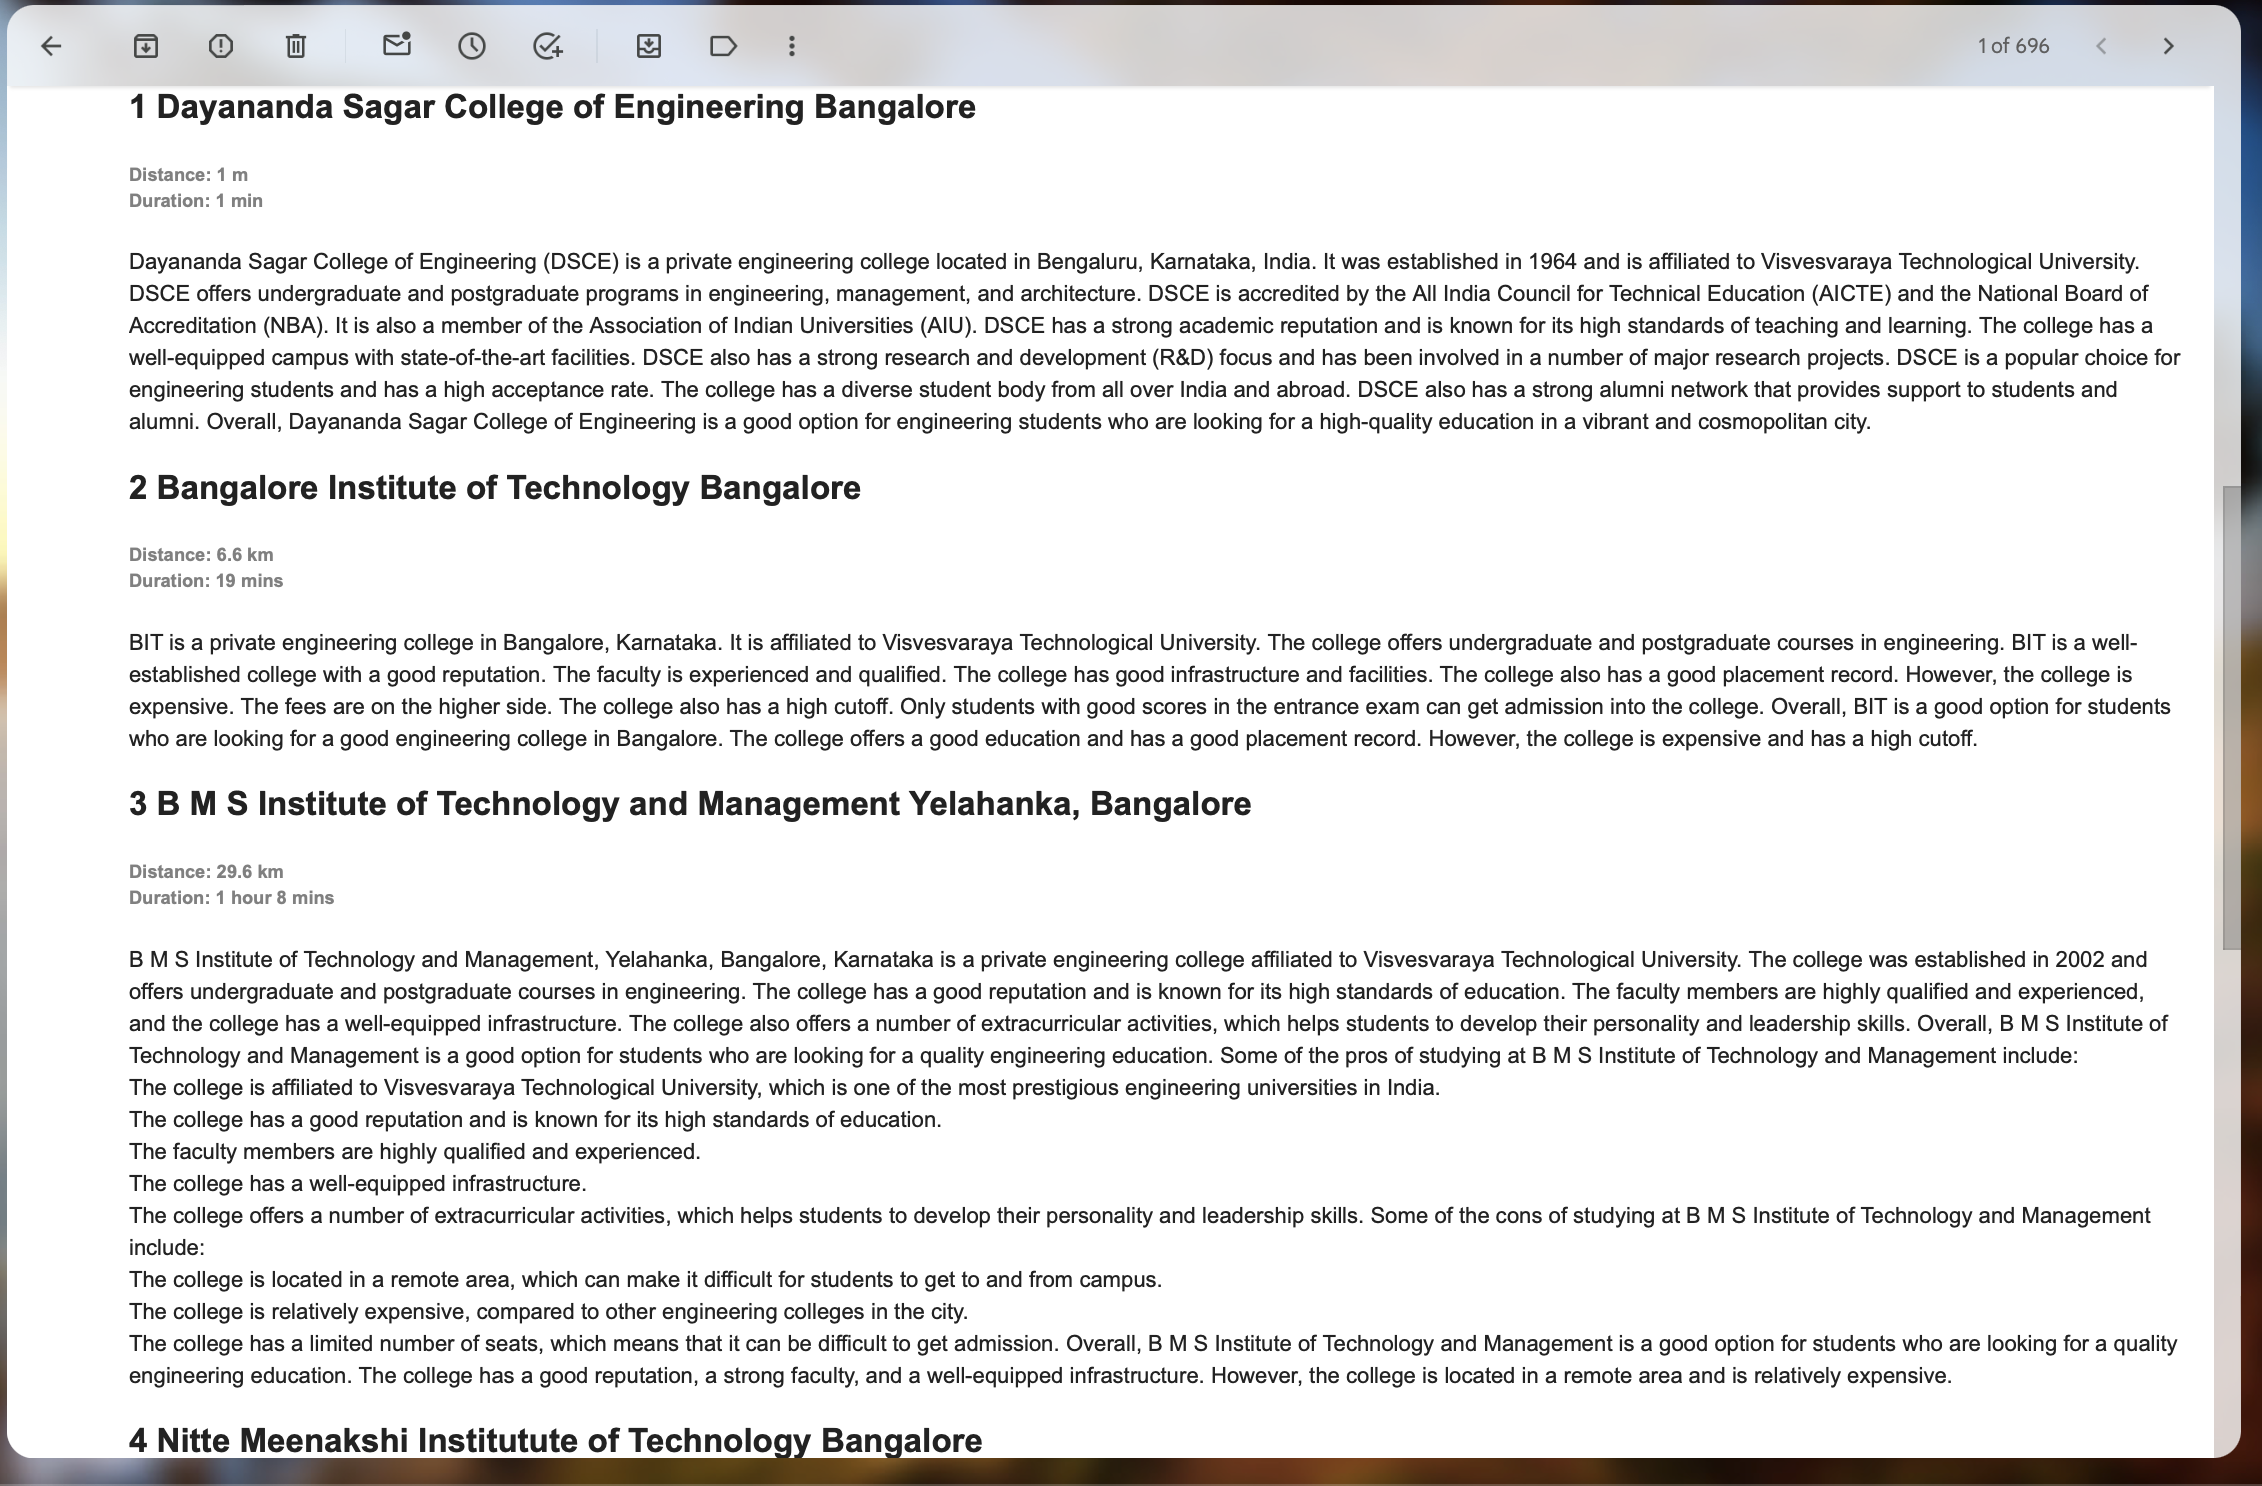 1 of 696
1 Dayananda Sagar College of Engineering Bangalore
Distance: 1 m
Duration: 1 min
Dayananda Sagar College of Engineering (DSCE) is a private engineering college located in Bengaluru, Karnataka, India. It was established in 1964 and is affiliated to Visvesvaraya Technological University.
DSCE offers undergraduate and postgraduate programs in engineering, management, and architecture. DSCE is accredited by the All India Council for Technical Education (AICTE) and the National Board of
Accreditation (NBA). It is also a member of the Association of Indian Universities (AIU). DSCE has a strong academic reputation and is known for its high standards of teaching and learning. The college has a
well-equipped campus with state-of-the-art facilities. DSCE also has a strong research and development (R&D) focus and has been involved in a number of major research projects. DSCE is a popular choice for
engineering students and has a high acceptance rate. The college has a diverse student body from all over India and abroad. DSCE also has a strong alumni network that provides support to students and
alumni. Overall, Dayananda Sagar College of Engineering is a good option for engineering students who are looking for a high-quality education in a vibrant and cosmopolitan city.
2 Bangalore Institute of Technology Bangalore
Distance: 6.6 km
Duration: 19 mins
BIT is a private engineering college in Bangalore, Karnataka. It is affiliated to Visvesvaraya Technological University. The college offers undergraduate and postgraduate courses in engineering. BIT is a well-
established college with a good reputation. The faculty is experienced and qualified. The college has good infrastructure and facilities. The college also has a good placement record. However, the college is
expensive. The fees are on the higher side. The college also has a high cutoff. Only students with good scores in the entrance exam can get admission into the college. Overall, BIT is a good option for students
who are looking for a good engineering college in Bangalore. The college offers a good education and has a good placement record. However, the college is expensive and has a high cutoff.
3 B M S Institute of Technology and Management Yelahanka, Bangalore
Distance: 29.6 km
Duration: 1 hour 8 mins
B M S Institute of Technology and Management, Yelahanka, Bangalore, Karnataka is a private engineering college affiliated to Visvesvaraya Technological University. The college was established in 2002 and
offers undergraduate and postgraduate courses in engineering. The college has a good reputation and is known for its high standards of education. The faculty members are highly qualified and experienced,
and the college has a well-equipped infrastructure. The college also offers a number of extracurricular activities, which helps students to develop their personality and leadership skills. Overall, B M S Institute of
Technology and Management is a good option for students who are looking for a quality engineering education. Some of the pros of studying at B M S Institute of Technology and Management include:
The college is affiliated to Visvesvaraya Technological University, which is one of the most prestigious engineering universities in India.
The college has a good reputation and is known for its high standards of education.
The faculty members are highly qualified and experienced.
The college has a well-equipped infrastructure.
The college offers a number of extracurricular activities, which helps students to develop their personality and leadership skills. Some of the cons of studying at B M S Institute of Technology and Management
include:
The college is located in a remote area, which can make it difficult for students to get to and from campus.
The college is relatively expensive, compared to other engineering colleges in the city.
The college has a limited number of seats, which means that it can be difficult to get admission. Overall, B M S Institute of Technology and Management is a good option for students who are looking for a quality
engineering education. The college has a good reputation, a strong faculty, and a well-equipped infrastructure. However, the college is located in a remote area and is relatively expensive.
4 Nitte Meenakshi Institutute of Technology Bangalore